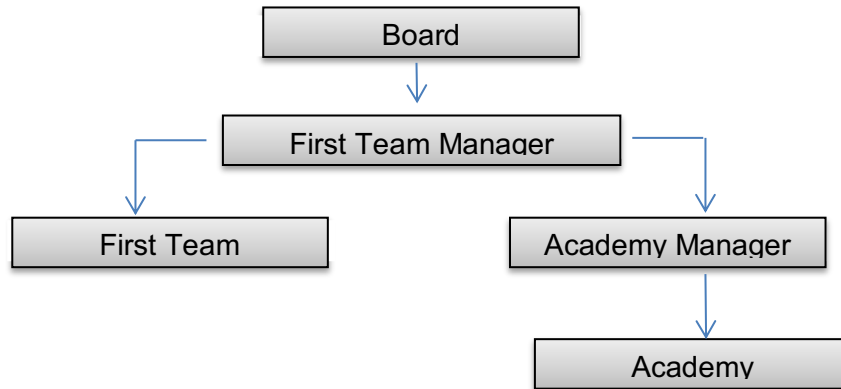 Board
First Team Manager
First Team
Academy Manager
Academy